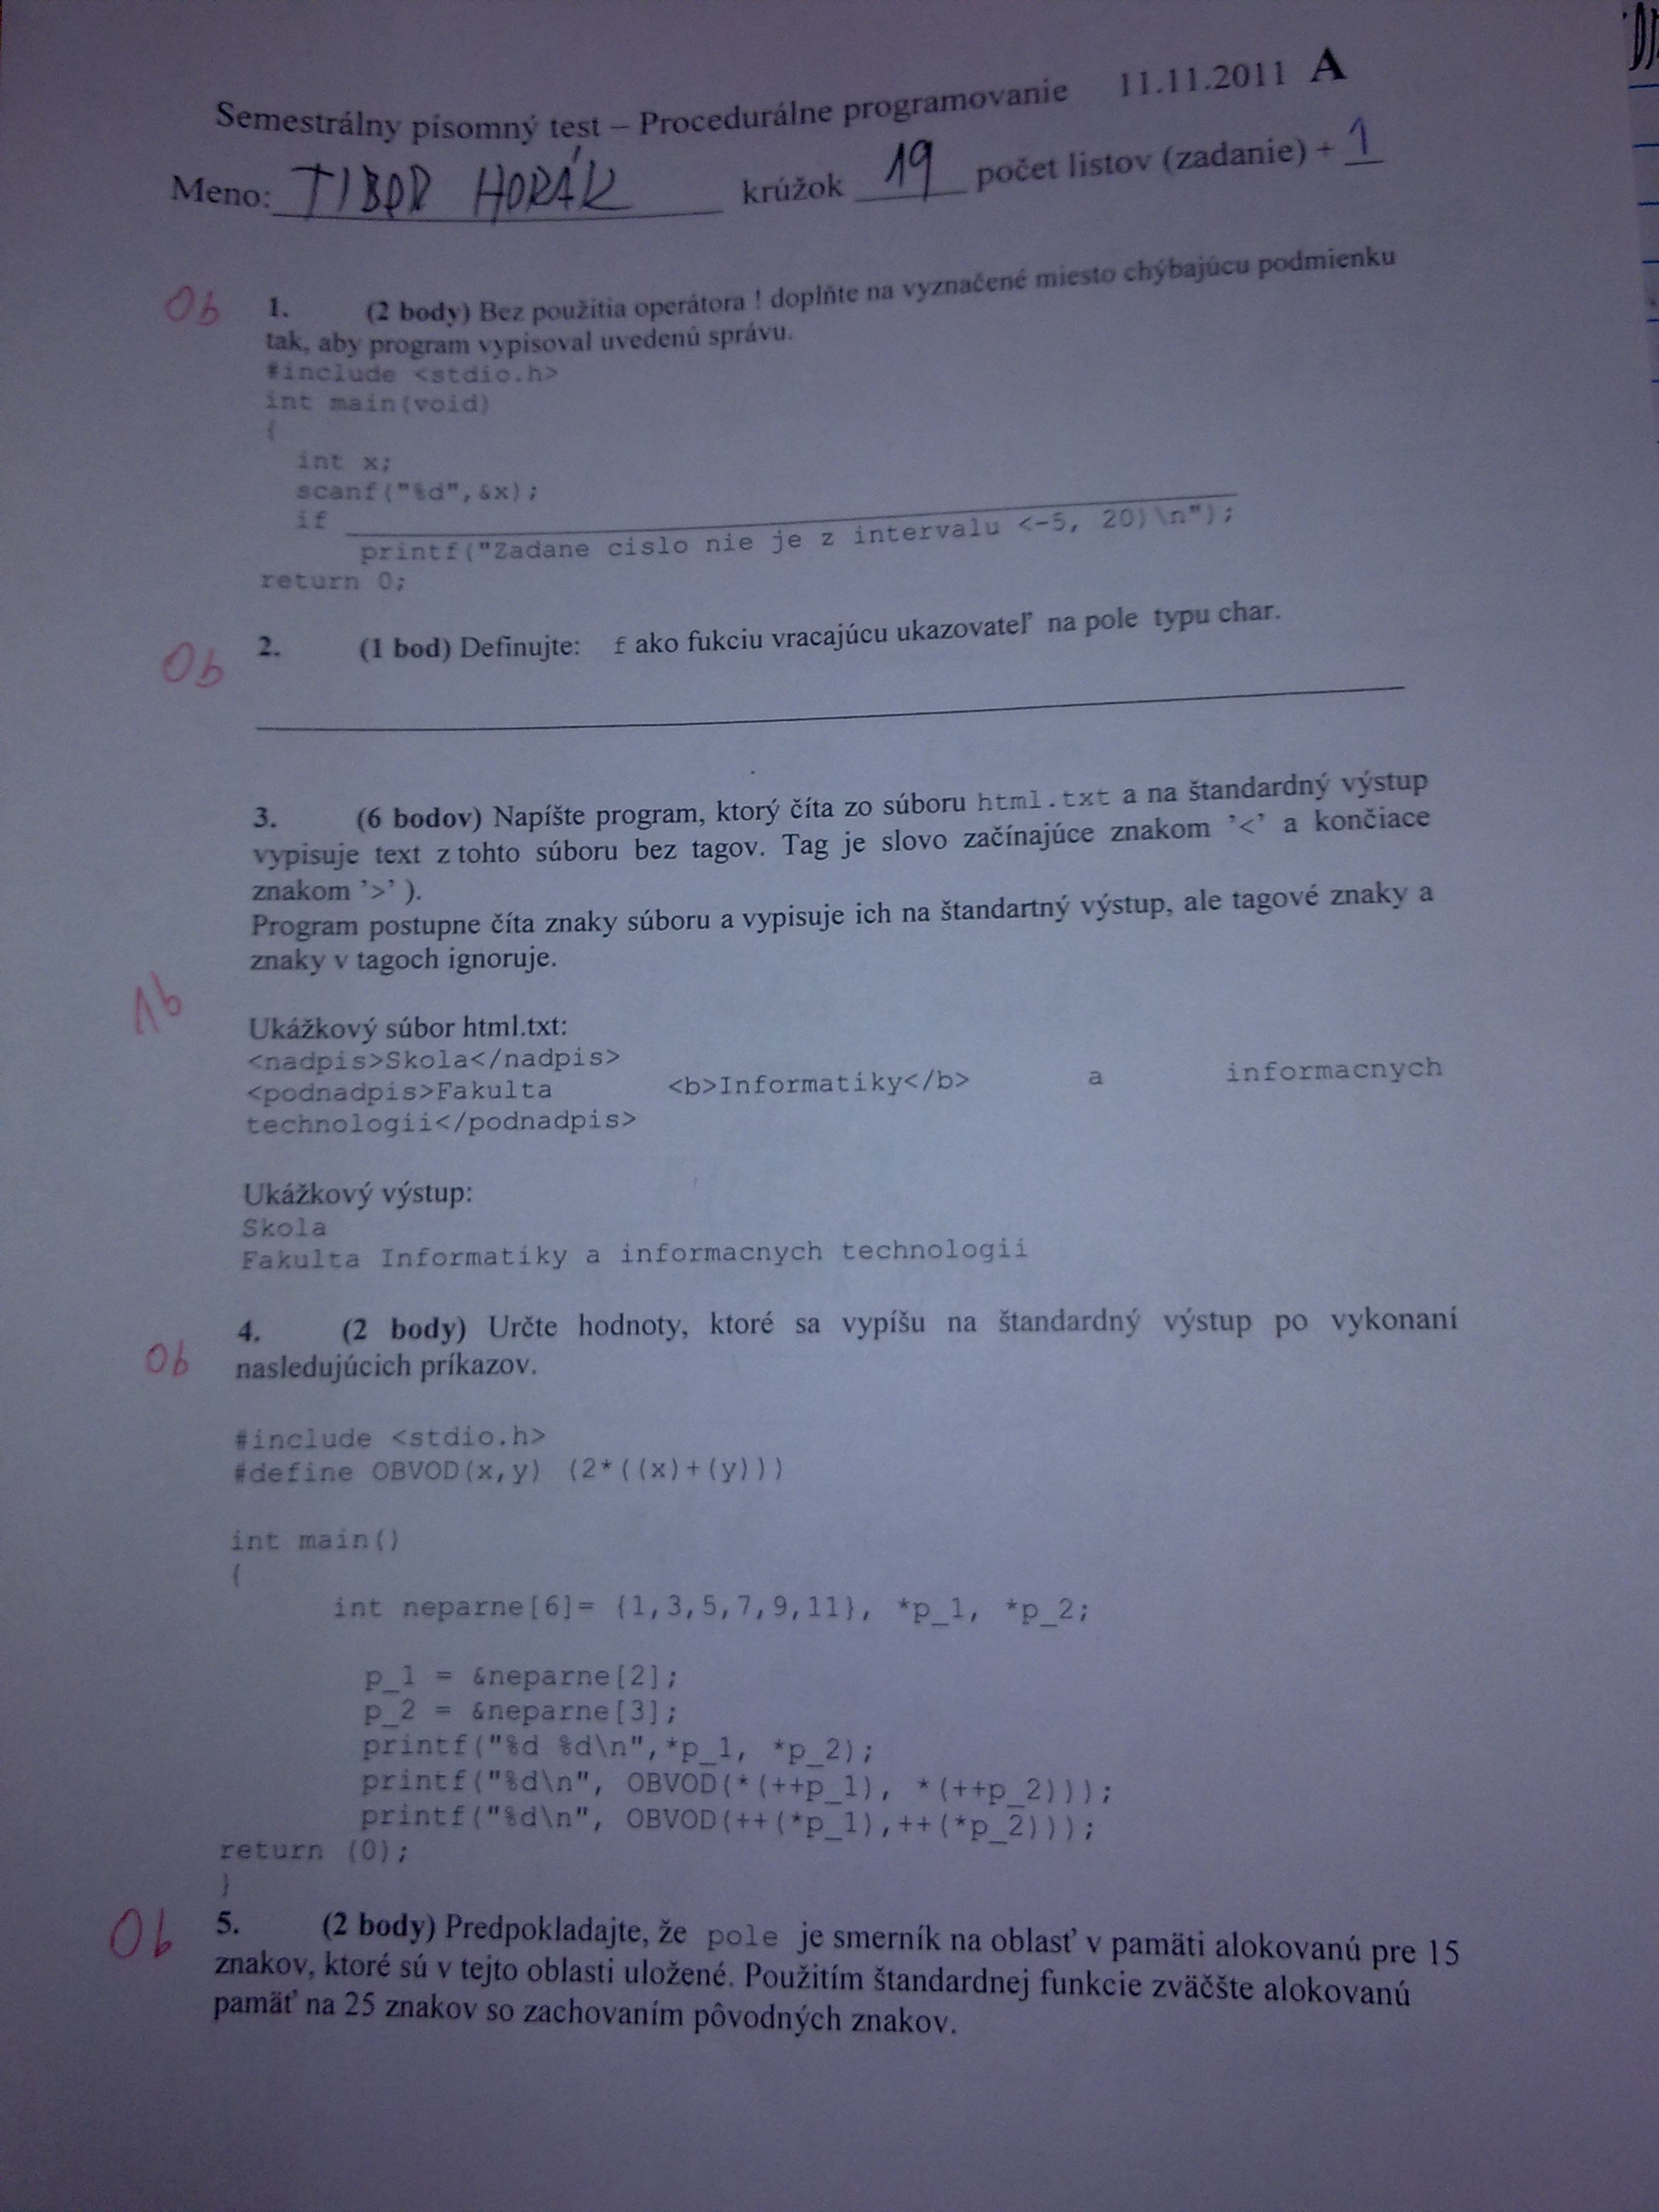 Semestrálny písomný test – Procedurálne programovanie 11.11.2011 A
Meno: TIBOR HORÁK krúžok 19 počet listov (zadanie) + 1
0b 1. (2 body) Bez použitia operátora ! doplňte na vyznačené miesto chýbajúcu podmienku
tak, aby program vypisoval uvedenú správu.
#include <stdio.h>
int main(void)
{
int x;
scanf("%d",&x);
if
printf("Zadane cislo nie je z intervalu <-5, 20)\n");
return 0;
0b 2. (1 bod) Definujte: f ako fukciu vracajúcu ukazovateľ na pole typu char.
3. (6 bodov) Napíšte program, ktorý číta zo súboru html.txt a na štandardný výstup
vypisuje text z tohto súboru bez tagov. Tag je slovo začínajúce znakom '<' a končiace
znakom '>' ).
Program postupne číta znaky súboru a vypisuje ich na štandartný výstup, ale tagové znaky a
znaky v tagoch ignoruje.
1b
Ukážkový súbor html.txt:
<nadpis>Skola</nadpis>
<podnadpis>Fakulta <b>Informatiky</b> a informacnych
technologii</podnadpis>
Ukážkový výstup:
Skola
Fakulta Informatiky a informacnych technologii
0b 4. (2 body) Určte hodnoty, ktoré sa vypíšu na štandardný výstup po vykonaní
nasledujúcich príkazov.
#include <stdio.h>
#define OBVOD(x,y) (2*((x)+(y)))
int main()
{
int neparne[6]= {1,3,5,7,9,11}, *p_1, *p_2;
p_1 = &neparne[2];
p_2 = &neparne[3];
printf("%d %d\n",*p_1, *p_2);
printf("%d\n", OBVOD(*(++p_1), *(++p_2)));
printf("%d\n", OBVOD(++(*p_1),++(*p_2)));
return (0);
}
0b 5. (2 body) Predpokladajte, že pole je smerník na oblasť v pamäti alokovanú pre 15
znakov, ktoré sú v tejto oblasti uložené. Použitím štandardnej funkcie zväčšte alokovanú
pamäť na 25 znakov so zachovaním pôvodných znakov.